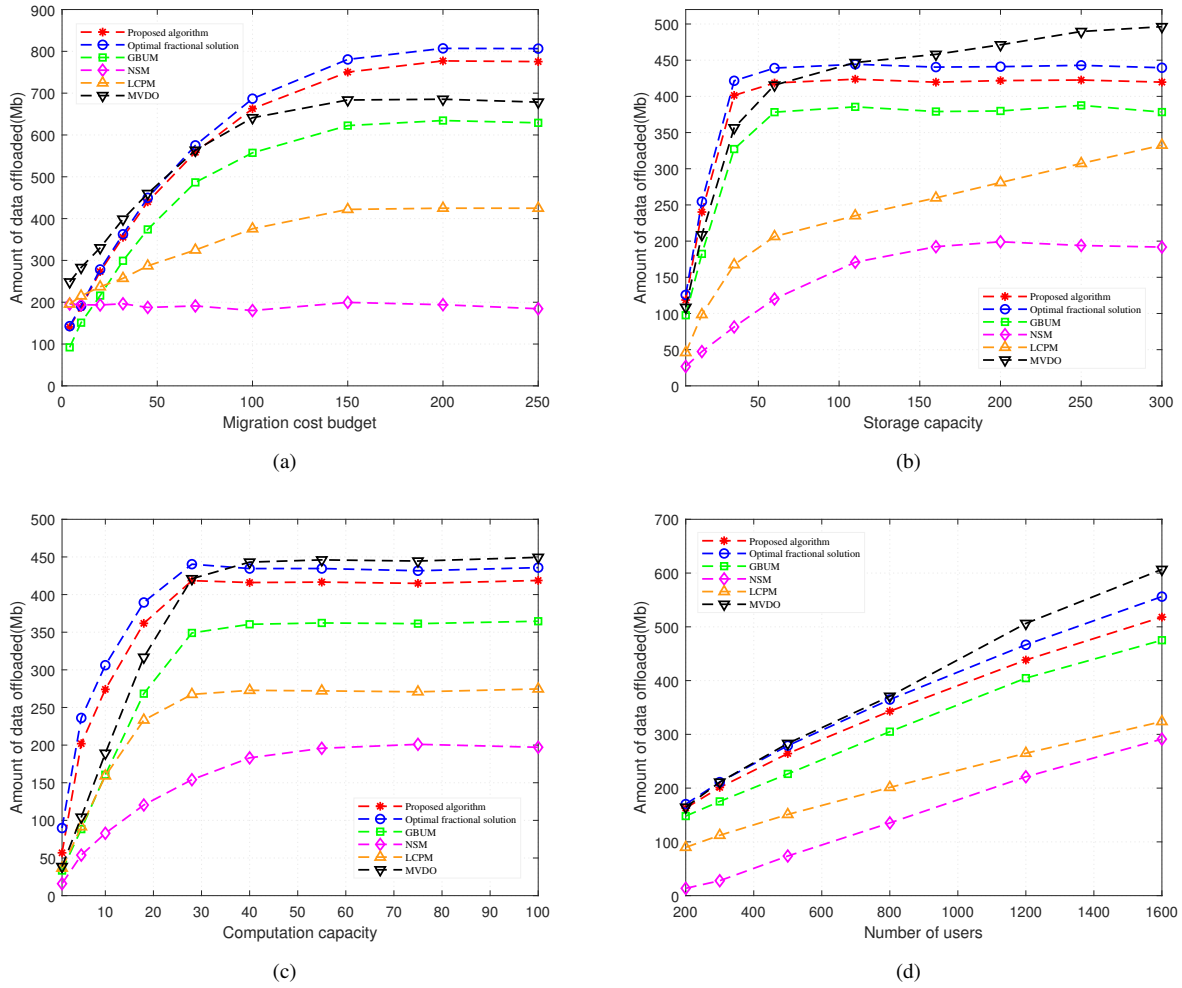 900
800
700
600
500
400
300
200
100
0
Amount of data offloaded(Mb)
Proposed algorithm
Optimal fractional solution
GBUM
NSM
LCPM
MVDO
0 50 100 150 200 250
Migration cost budget
(a)
500
450
400
350
300
250
200
150
100
50
0
Amount of data offloaded(Mb)
Proposed algorithm
Optimal fractional solution
GBUM
NSM
LCPM
MVDO
50 100 150 200 250 300
Storage capacity
(b)
500
450
400
350
300
250
200
150
100
50
0
Amount of data offloaded(Mb)
Proposed algorithm
Optimal fractional solution
GBUM
NSM
LCPM
MVDO
10 20 30 40 50 60 70 80 90 100
Computation capacity
(c)
700
600
500
400
300
200
100
0
Amount of data offloaded(Mb)
Proposed algorithm
Optimal fractional solution
GBUM
NSM
LCPM
MVDO
200 400 600 800 1000 1200 1400 1600
Number of users
(d)